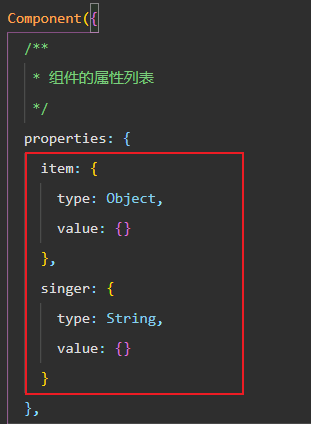 Component({
/**
* 组件的属性列表
*/
properties: {
item: {
type: Object,
value: {}
},
singer: {
type: String,
value: {}
}
},